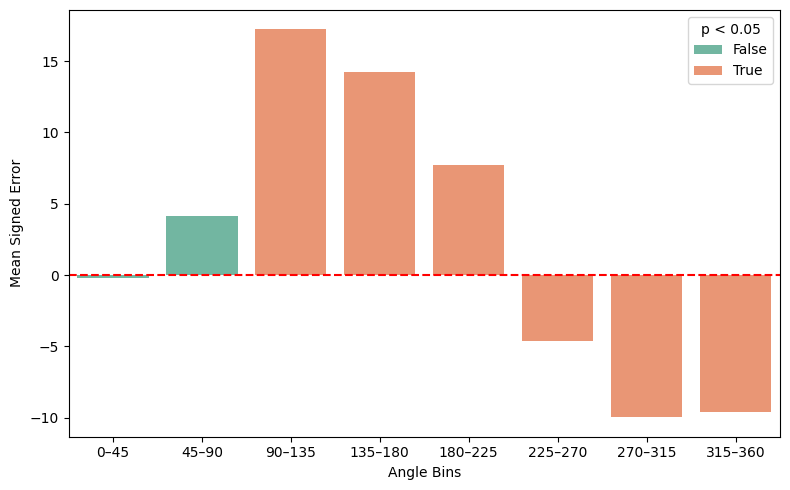 p < 0.05
False
True
Mean Signed Error
15
10
5
0
−5
−10
0–45 45–90 90–135 135–180 180–225 225–270 270–315 315–360
Angle Bins